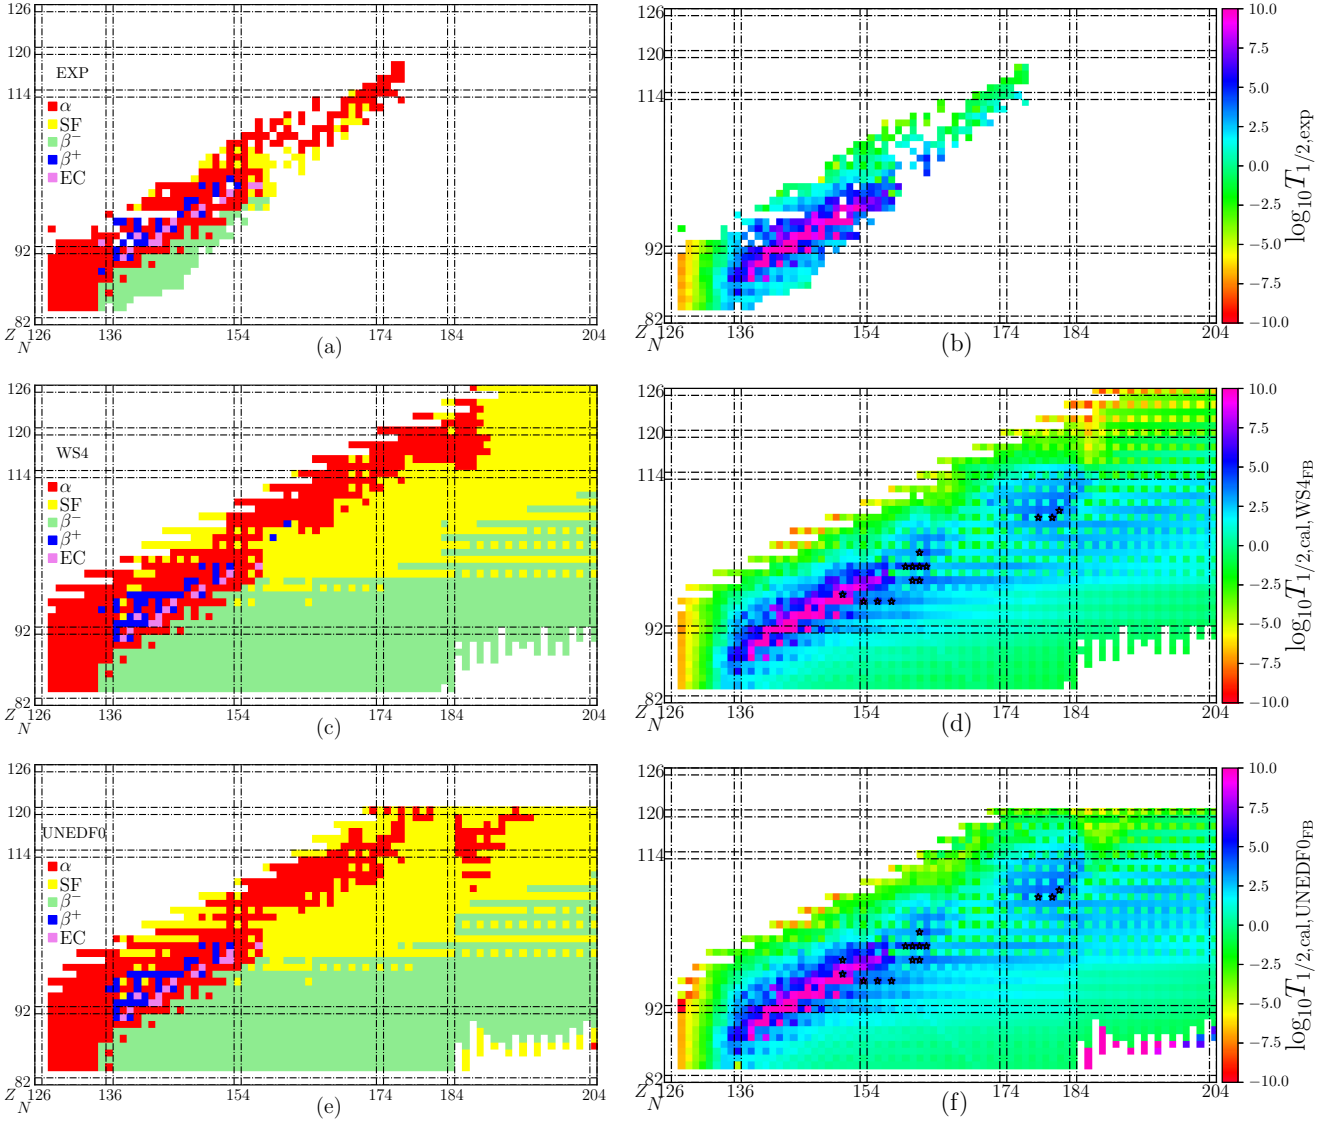 126
120
114
92
82
EXP
α
SF
β⁻
β⁺
EC
Z
N
126 136 154 174 184 204
(a)
126
120
114
92
82
Z
N
126 136 154 174 184 204
(b)
10.0
7.5
5.0
2.5
0.0
−2.5
−5.0
−7.5
−10.0
log₁₀T₁/₂,exp
126
120
114
92
82
WS4
α
SF
β⁻
β⁺
EC
Z
N
126 136 154 174 184 204
(c)
126
120
114
92
82
Z
N
126 136 154 174 184 204
(d)
10.0
7.5
5.0
2.5
0.0
−2.5
−5.0
−7.5
−10.0
log₁₀T₁/₂,cal,WS4FB
126
120
114
92
82
UNEDF0
α
SF
β⁻
β⁺
EC
Z
N
126 136 154 174 184 204
(e)
126
120
114
92
82
Z
N
126 136 154 174 184 204
(f)
10.0
7.5
5.0
2.5
0.0
−2.5
−5.0
−7.5
−10.0
log₁₀T₁/₂,cal,UNEDF0FB